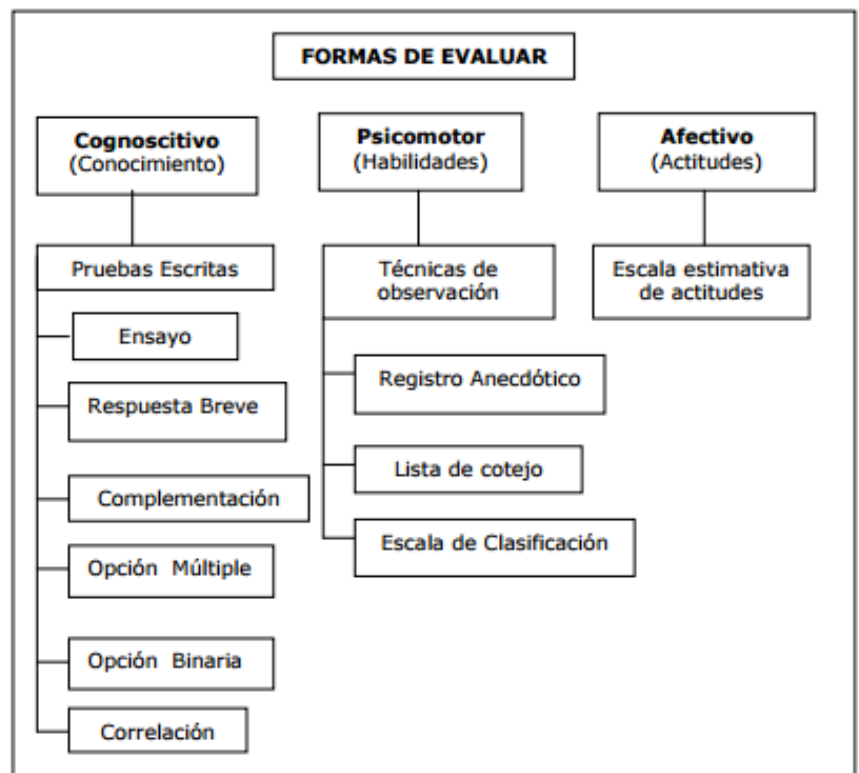 FORMAS DE EVALUAR
Cognoscitivo
(Conocimiento)
Psicomotor
(Habilidades)
Afectivo
(Actitudes)
Pruebas Escritas
Técnicas de
observación
Escala estimativa
de actitudes
Ensayo
Respuesta Breve
Complementación
Opción Múltiple
Opción Binaria
Correlación
Registro Anecdótico
Lista de cotejo
Escala de Clasificación